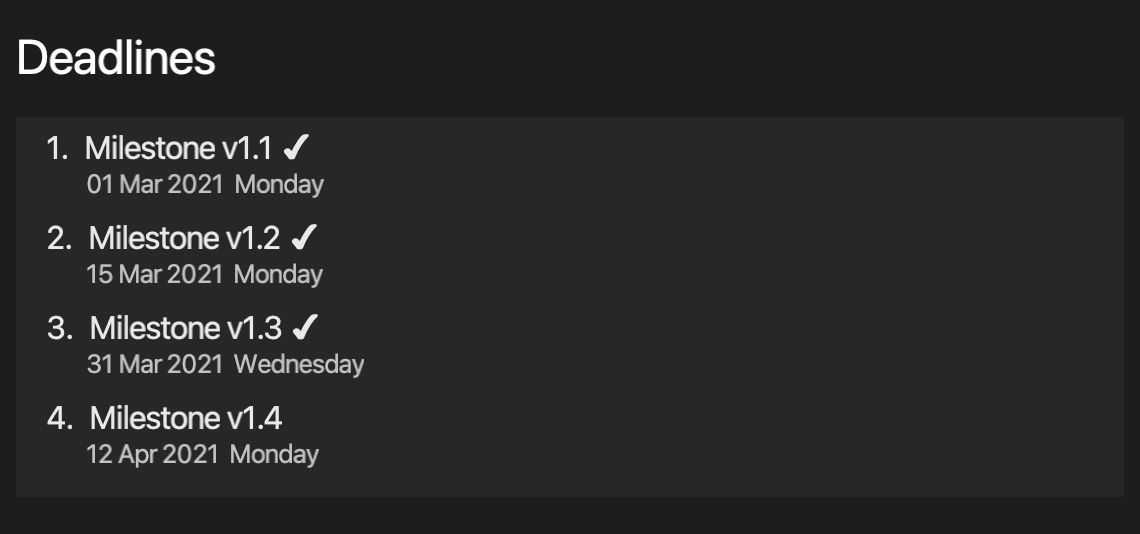 Deadlines
1. Milestone v1.1 ✔
01 Mar 2021 Monday
2. Milestone v1.2 ✔
15 Mar 2021 Monday
3. Milestone v1.3 ✔
31 Mar 2021 Wednesday
4. Milestone v1.4
12 Apr 2021 Monday